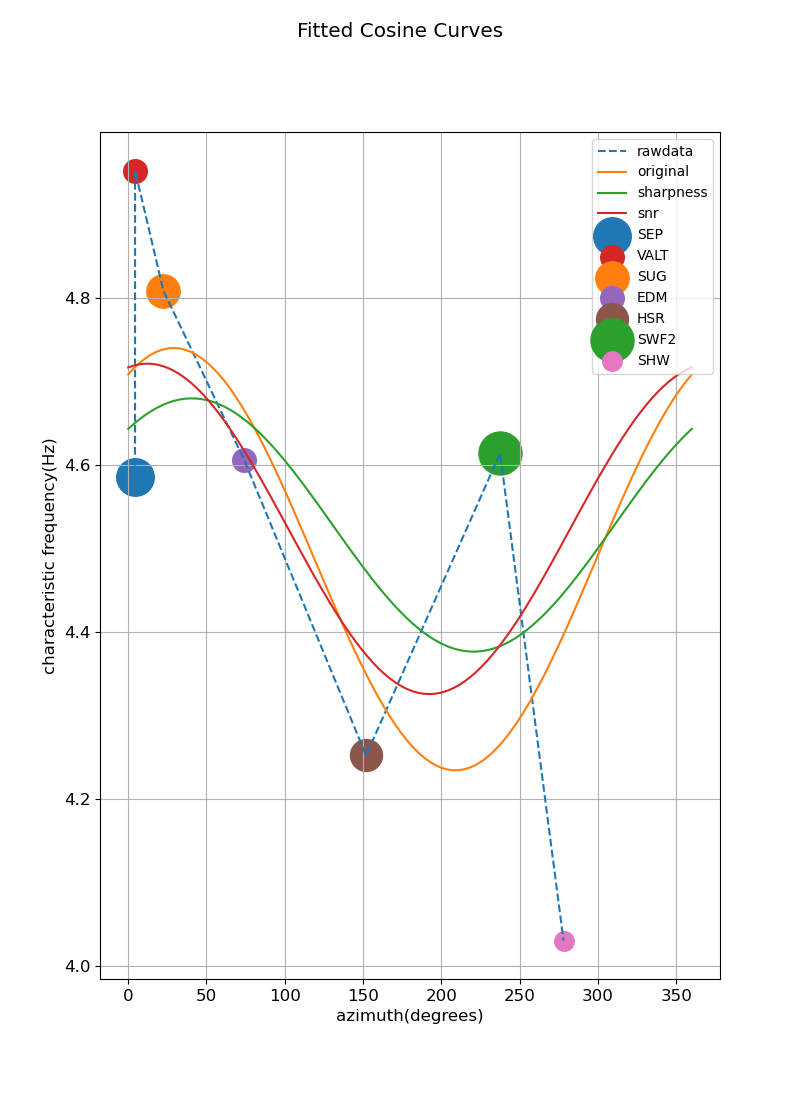 Fitted Cosine Curves
rawdata
original
sharpness
snr
SEP
VALT
SUG
EDM
HSR
SWF2
SHW
characteristic frequency(Hz)
4.8
4.6
4.4
4.2
4.0
0 50 100 150 200 250 300 350
azimuth(degrees)